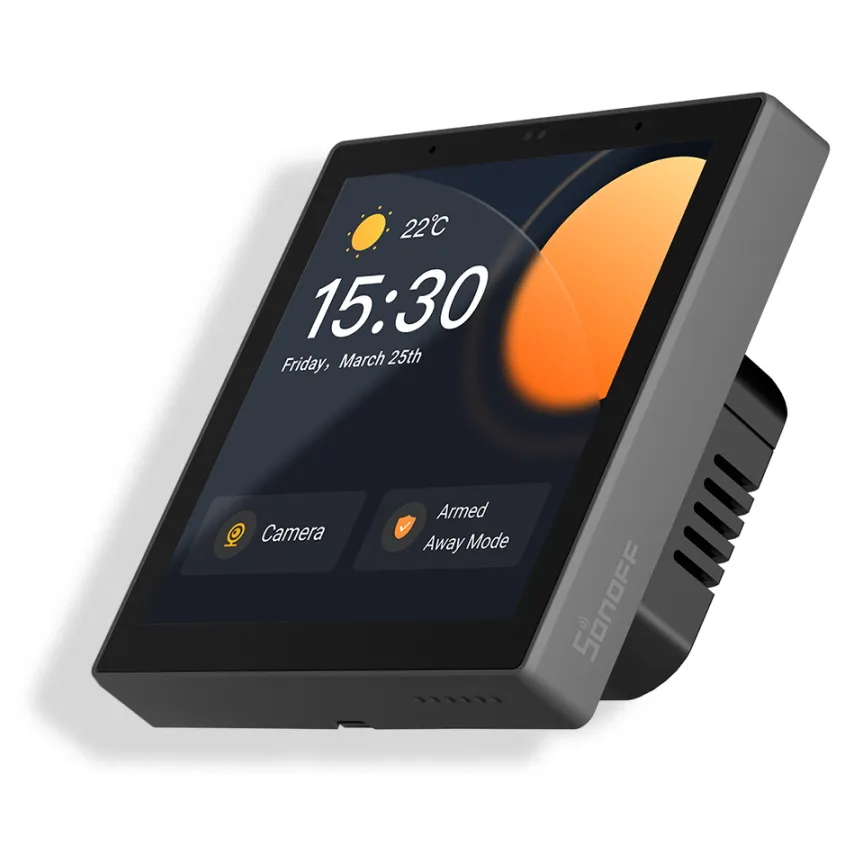 22℃
15:30
Friday, March 25th
Camera
Armed
Away Mode
SONOFF